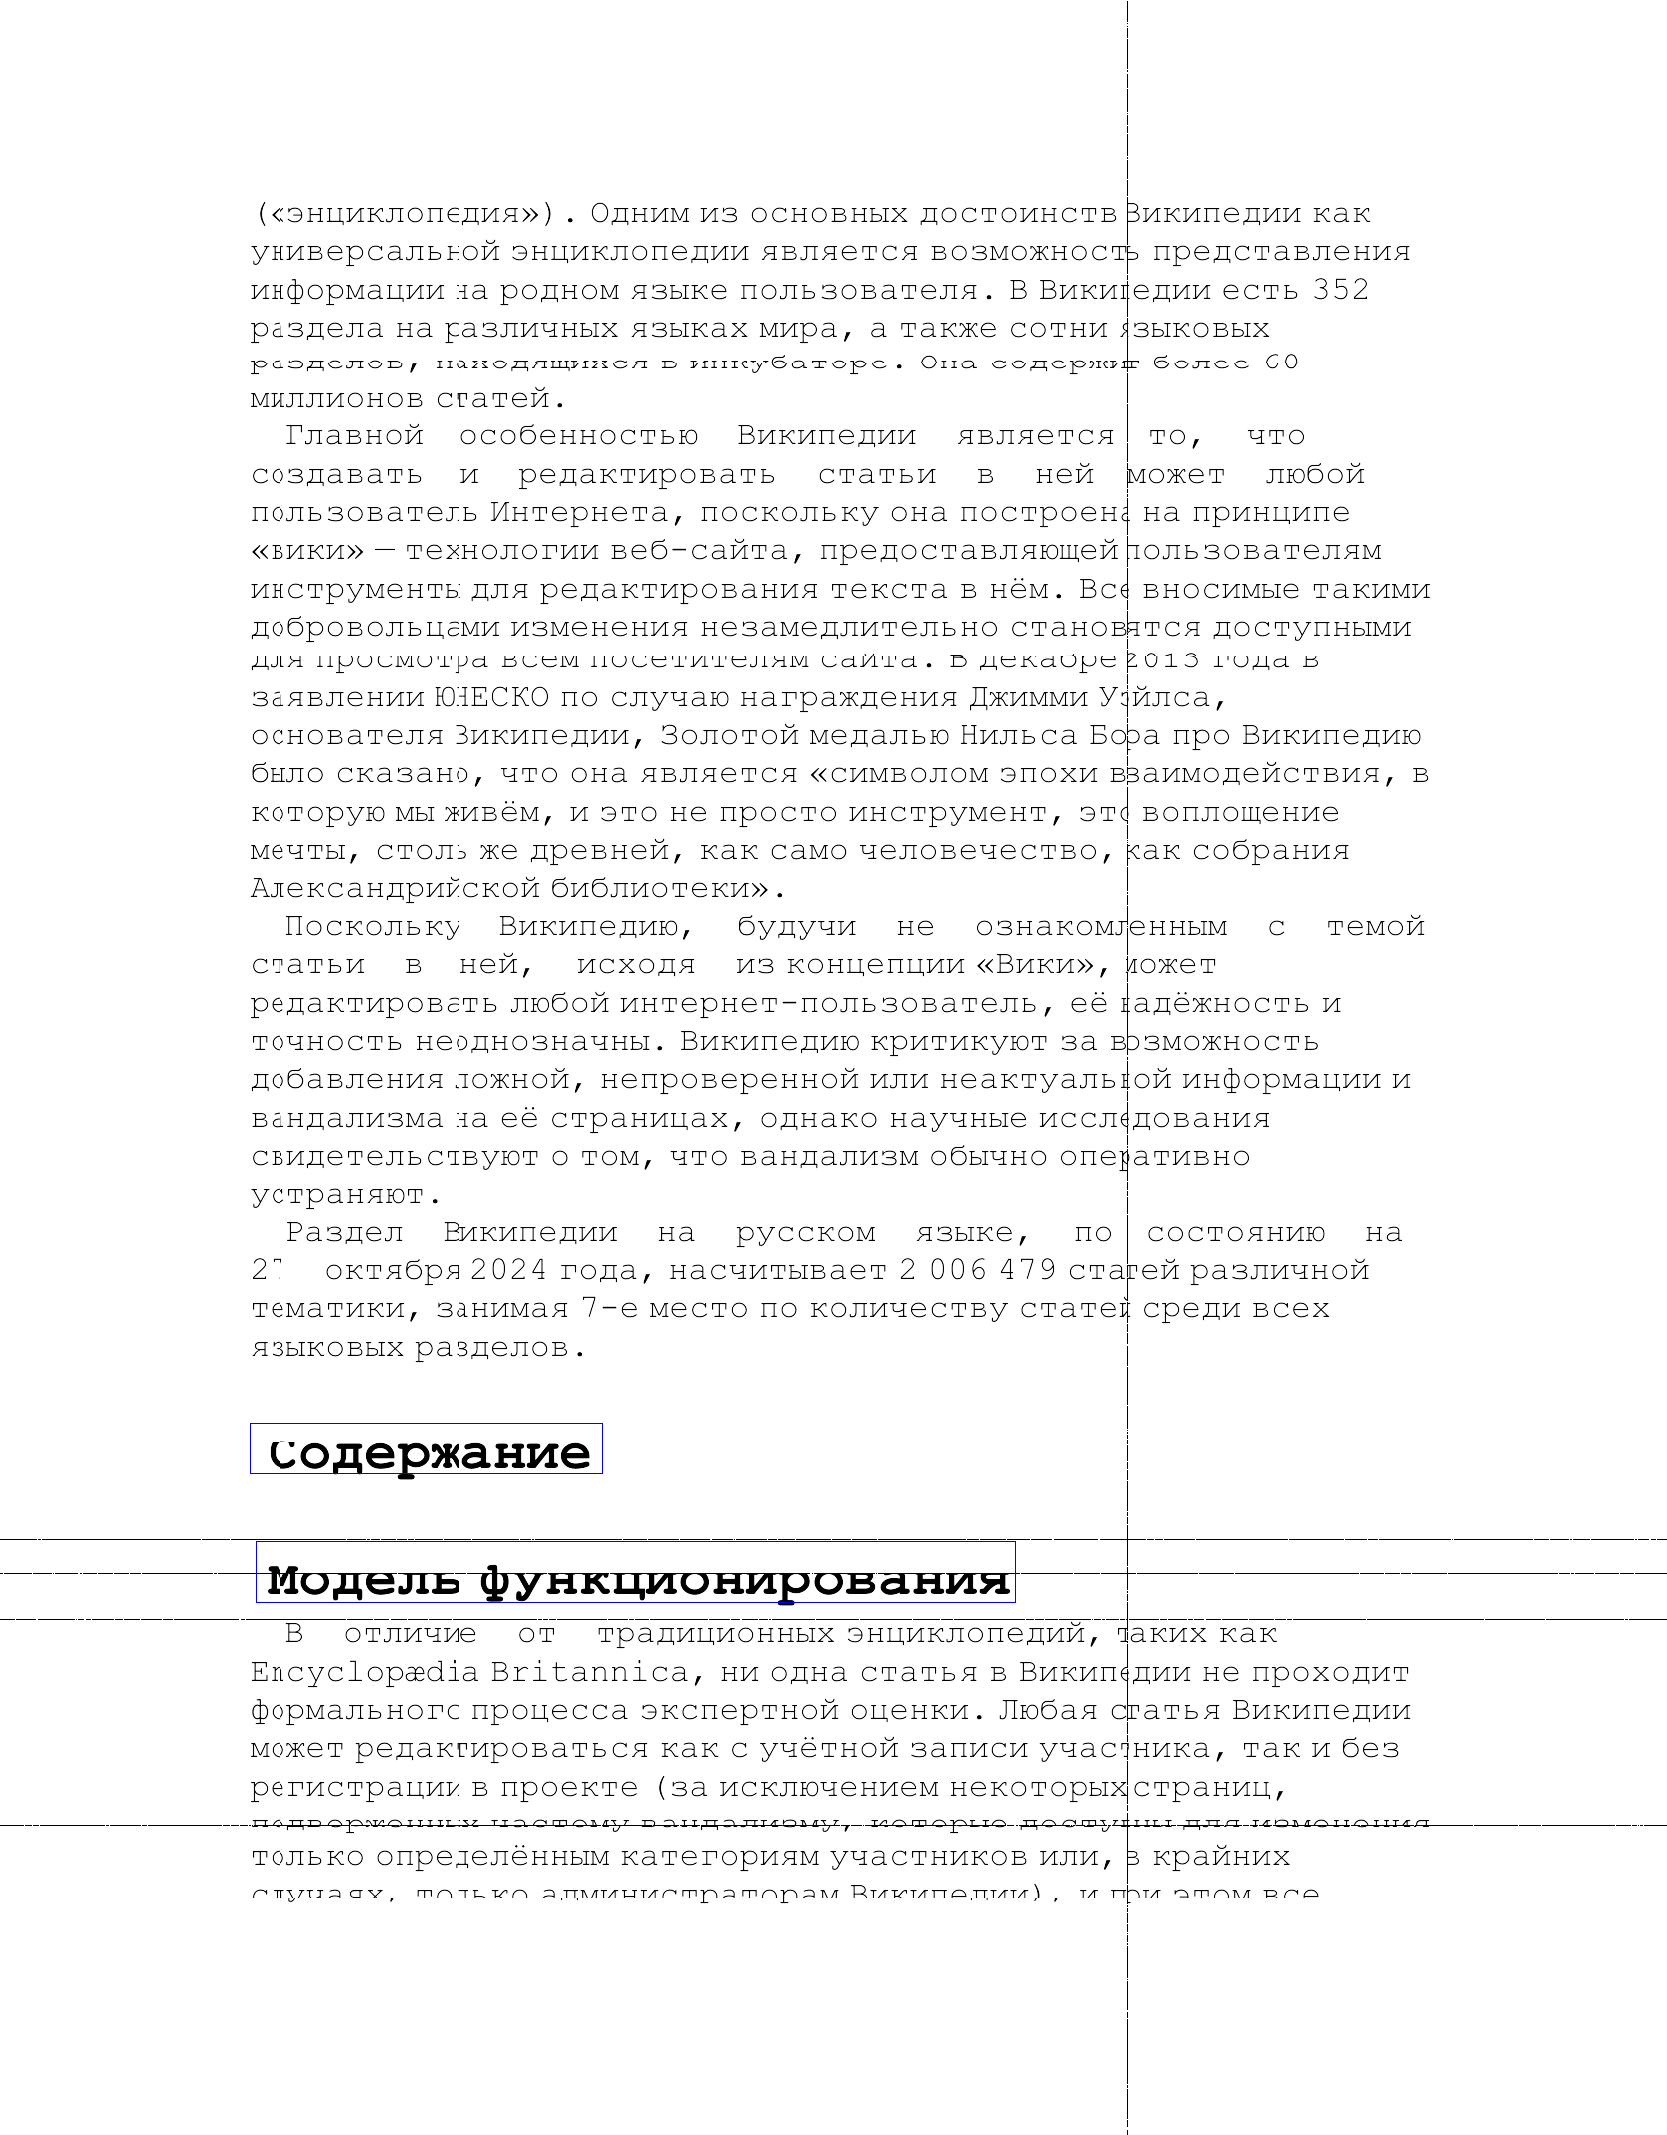 («энциклопедия»). Одним из основных достоинств Википедии как
универсальной энциклопедии является возможность представления
информации на родном языке пользователя. В Википедии есть 352
раздела на различных языках мира, а также сотни языковых
разделов, находящихся в инкубаторе. Она содержит более 60
миллионов статей.
Главной особенностью Википедии является то, что
создавать и редактировать статьи в ней может любой
пользователь Интернета, поскольку она построена на принципе
«вики» — технологии веб-сайта, предоставляющей пользователям
инструменты для редактирования текста в нём. Все вносимые такими
добровольцами изменения незамедлительно становятся доступными
для просмотра всем посетителям сайта. В декабре 2013 года в
заявлении ЮНЕСКО по случаю награждения Джимми Уэйлса,
основателя Википедии, Золотой медалью Нильса Бора про Википедию
было сказано, что она является «символом эпохи взаимодействия, в
которую мы живём, и это не просто инструмент, это воплощение
мечты, столь же древней, как само человечество, как собрания
Александрийской библиотеки».
Поскольку Википедию, будучи не ознакомленным с темой
статьи в ней, исходя из концепции «Вики», может
редактировать любой интернет-пользователь, её надёжность и
точность неоднозначны. Википедию критикуют за возможность
добавления ложной, непроверенной или неактуальной информации и
вандализма на её страницах, однако научные исследования
свидетельствуют о том, что вандализм обычно оперативно
устраняют.
Раздел Википедии на русском языке, по состоянию на
27 октября 2024 года, насчитывает 2 006 479 статей различной
тематики, занимая 7-е место по количеству статей среди всех
языковых разделов.
Содержание
Модель функционирования
В отличие от традиционных энциклопедий, таких как
Encyclopædia Britannica, ни одна статья в Википедии не проходит
формального процесса экспертной оценки. Любая статья Википедии
может редактироваться как с учётной записи участника, так и без
регистрации в проекте (за исключением некоторых страниц,
подверженных частому вандализму, которые доступны для изменения
только определённым категориям участников или, в крайних
случаях, только администраторам Википедии), и при этом все